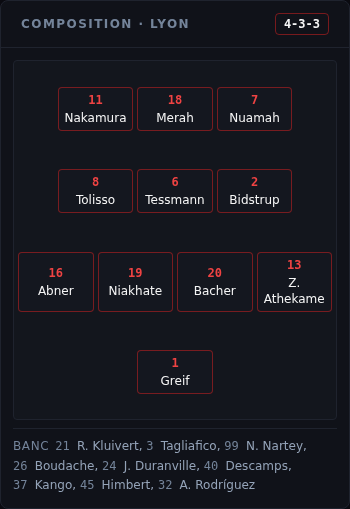 COMPOSITION · LYON 4-3-3
11 18 7
Nakamura Merah Nuamah
8 6 2
Tolisso Tessmann Bidstrup
16 19 20 13
Abner Niakhate Bacher Z. Athekame
1
Greif
BANC 21 R. Kluivert, 3 Tagliafico, 99 N. Nartey,
26 Boudache, 24 J. Duranville, 40 Descamps,
37 Kango, 45 Himbert, 32 A. Rodríguez